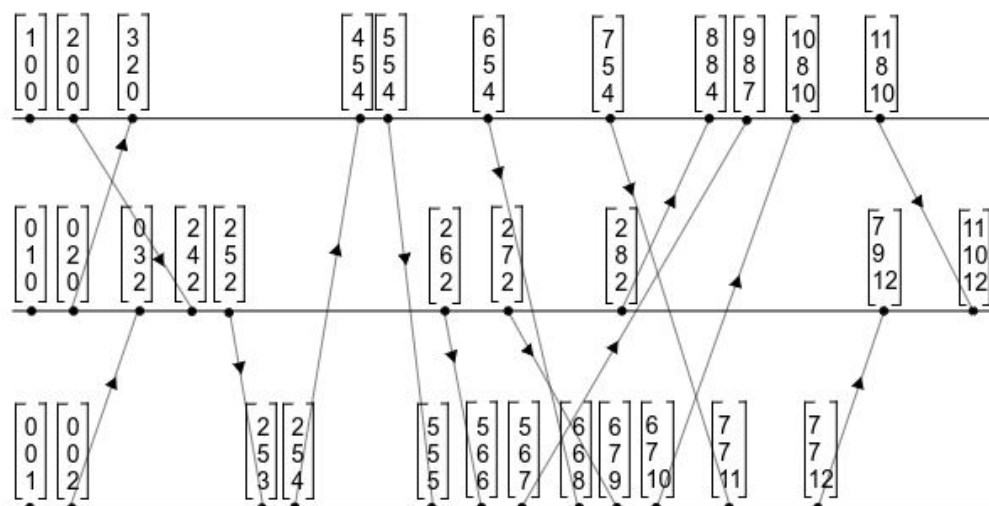 1 2 3 4 5 6 7 8 9 10 11
0 0 2 5 5 5 5 8 8 8 8
0 0 0 4 4 4 4 4 7 10 10
0 0 0 2 2 2 2 2 7 11
1 2 3 4 5 6 7 8 9 10
0 0 2 2 2 2 2 2 12 12
0 0 2 2 5 5 5 6 6 6 7 7
0 0 5 5 5 6 6 6 7 7 7 7
1 2 3 4 5 6 7 8 9 10 11 12